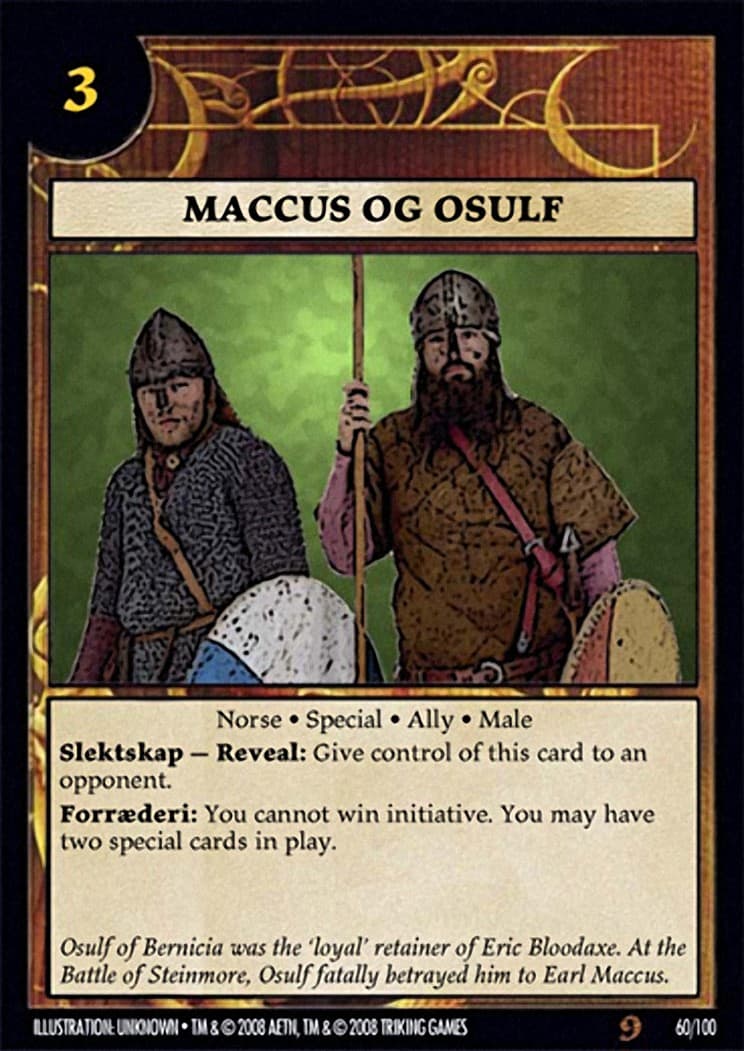 3
MACCUS OG OSULF
Norse • Special • Ally • Male
Slektskap – Reveal: Give control of this card to an
opponent.
Forræderi: You cannot win initiative. You may have
two special cards in play.
Osulf of Bernicia was the ‘loyal’ retainer of Eric Bloodaxe. At the
Battle of Steinmore, Osulf fatally betrayed him to Earl Maccus.
ILLUSTRATION: UNKNOWN • TM & © 2008 AETN, TM & © 2008 TRIKING GAMES 9 60/100